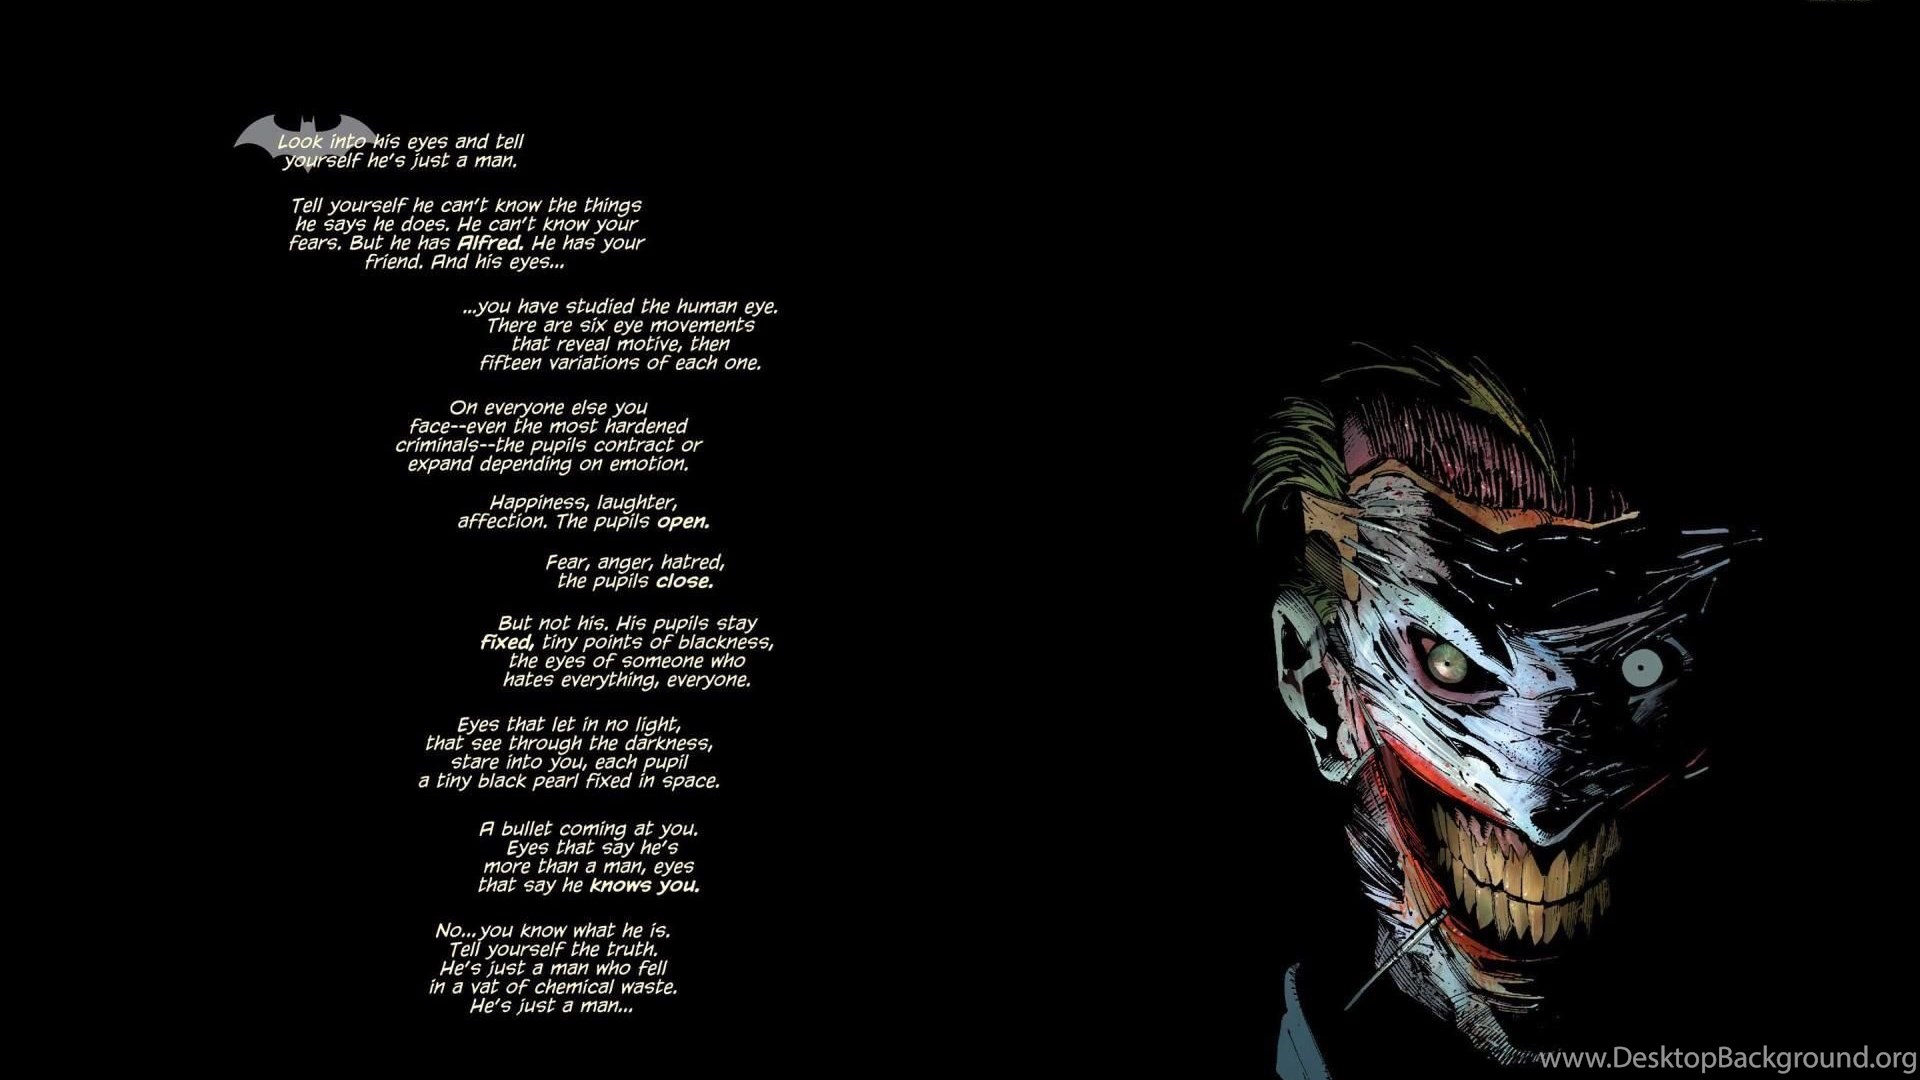 Look into his eyes and tell
yourself he's just a man.
Tell yourself he can't know the things
he says he does. He can't know your
fears. But he has Alfred. He has your
friend. And his eyes...
...you have studied the human eye.
There are six eye movements
that reveal motive, then
fifteen variations of each one.
On everyone else you
face--even the most hardened
criminals--the pupils contract or
expand depending on emotion.
Happiness, laughter,
affection. The pupils open.
Fear, anger, hatred,
the pupils close.
But not his. His pupils stay
fixed, tiny points of blackness,
the eyes of someone who
hates everything, everyone.
Eyes that let in no light,
that see through the darkness,
stare into you, each pupil
a tiny black pearl fixed in space.
A bullet coming at you.
Eyes that say he's
more than a man, eyes
that say he knows you.
No...you know what he is.
Tell yourself the truth.
He's just a man who fell
in a vat of chemical waste.
He's just a man...
www.DesktopBackground.org